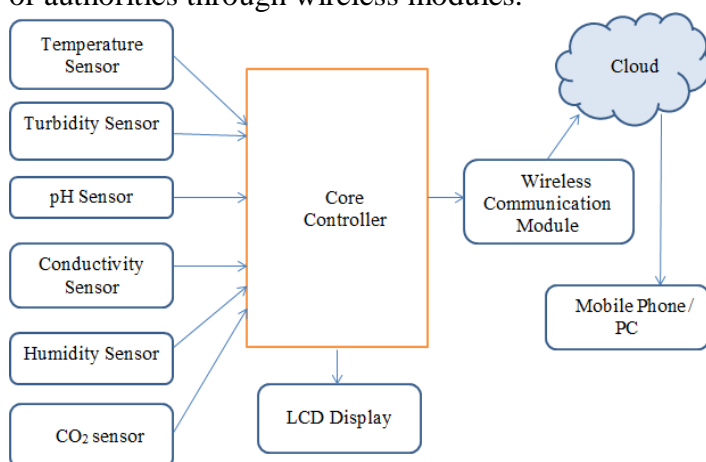 of authorities through wireless modules.
Temperature
Sensor
Turbidity Sensor
pH Sensor
Conductivity
Sensor
Humidity Sensor
CO₂ sensor
Core
Controller
LCD Display
Wireless
Communication
Module
Cloud
Mobile Phone /
PC